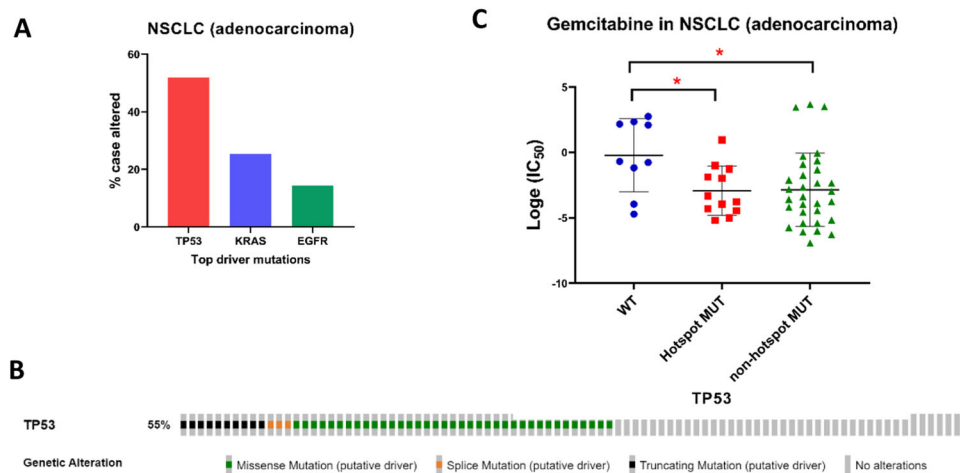 A
NSCLC (adenocarcinoma)
60
40
20
0
% case altered
TP53 KRAS EGFR
Top driver mutations
C
Gemcitabine in NSCLC (adenocarcinoma)
*
*
5
0
-5
-10
Loge (IC50)
WT
Hotspot MUT
non-hotspot MUT
B
TP53
TP53 55%
Genetic Alteration Missense Mutation (putative driver) Splice Mutation (putative driver) Truncating Mutation (putative driver) No alterations